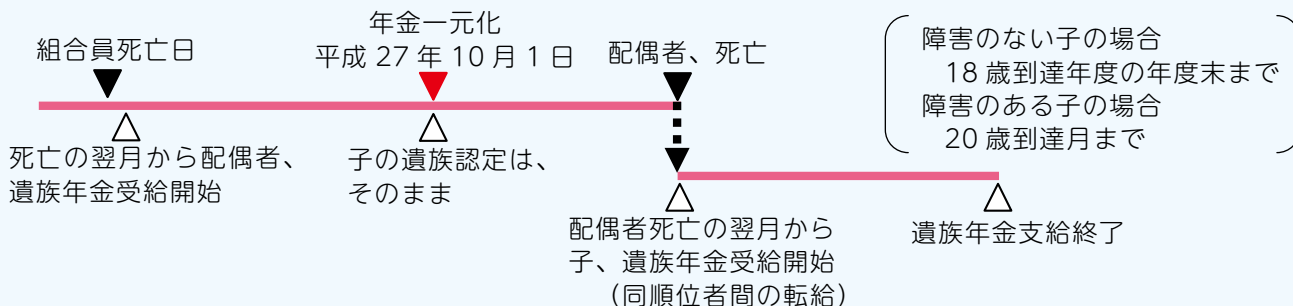 組合員死亡日
年金一元化
平成 27 年 10 月 1 日
配偶者、死亡
障害のない子の場合
18 歳到達年度の年度末まで
障害のある子の場合
20 歳到達月まで
死亡の翌月から配偶者、
遺族年金受給開始
子の遺族認定は、
そのまま
配偶者死亡の翌月から
子、遺族年金受給開始
（同順位者間の転給）
遺族年金支給終了